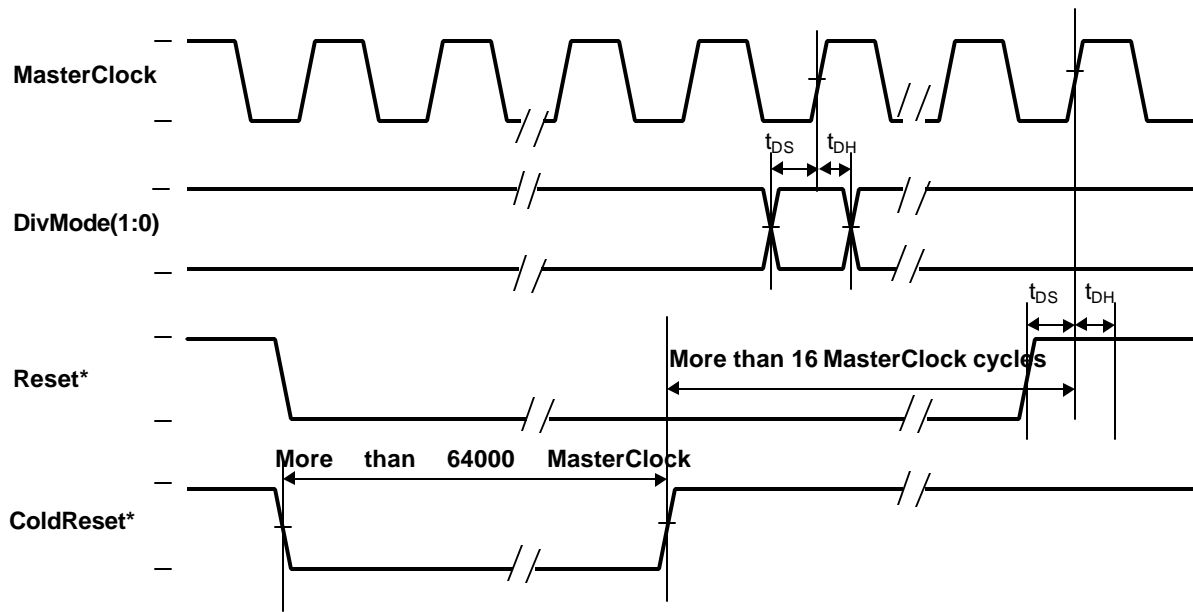 MasterClock
tDS tDH
DivMode(1:0)
tDS tDH
More than 16 MasterClock cycles
Reset*
More than 64000 MasterClock
ColdReset*